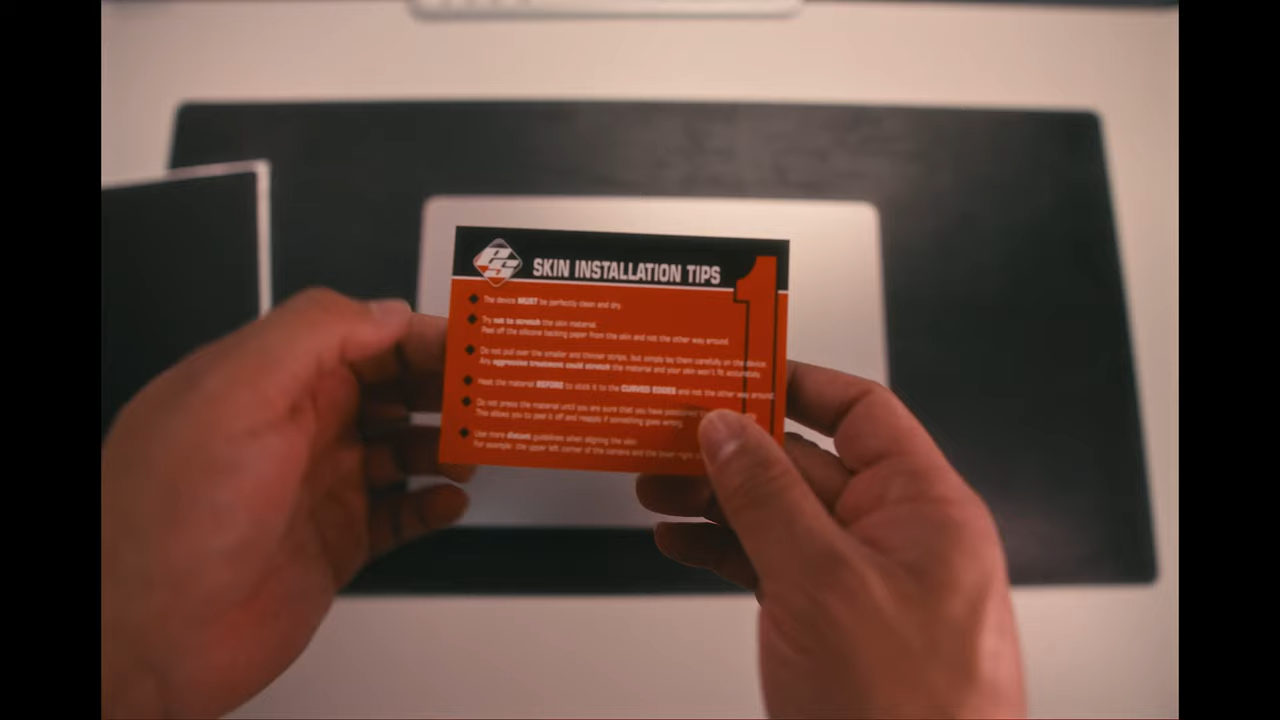 eS
SKIN INSTALLATION TIPS
1
The device MUST be perfectly clean and dry.
Try not to stretch the skin material.
Peel off the silicone backing paper from the skin and not the other way around.
Do not pull over the smaller and thinner strips, but simply lay them carefully on the device.
Any aggressive treatment could stretch the material and your skin won't fit accurately.
Heat the material BEFORE to stick it to the CURVED EDGES and not the other way around.
Do not press the material until you are sure that you have positioned
This allows you to peel it off and reapply if something goes wrong.
Use more distant guidelines when aligning the skin.
For example: the upper left corner of the camera and the lower right